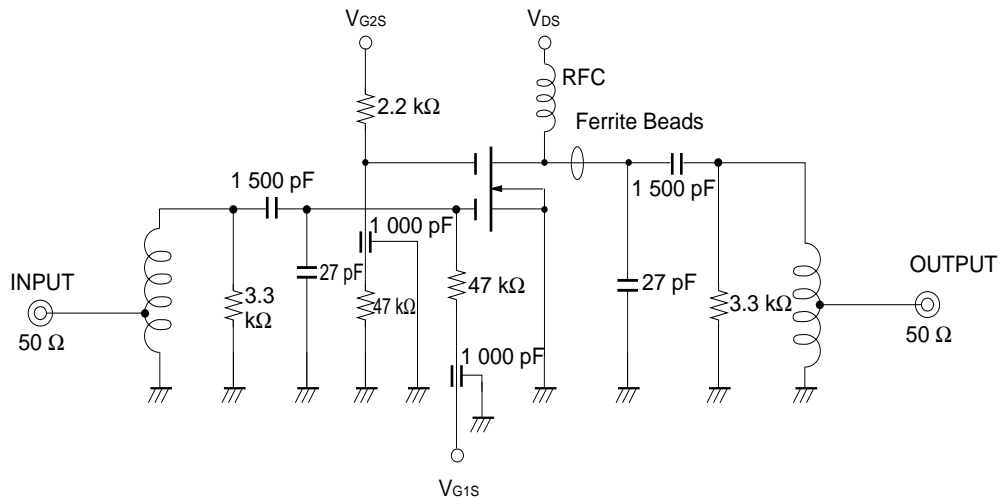 VG2S
VDS
RFC
2.2 kΩ
Ferrite Beads
1 500 pF
1 500 pF
1 000 pF
INPUT
OUTPUT
27 pF
47 kΩ
27 pF
3.3
kΩ
47 kΩ
3.3 kΩ
50 Ω
50 Ω
1 000 pF
VG1S